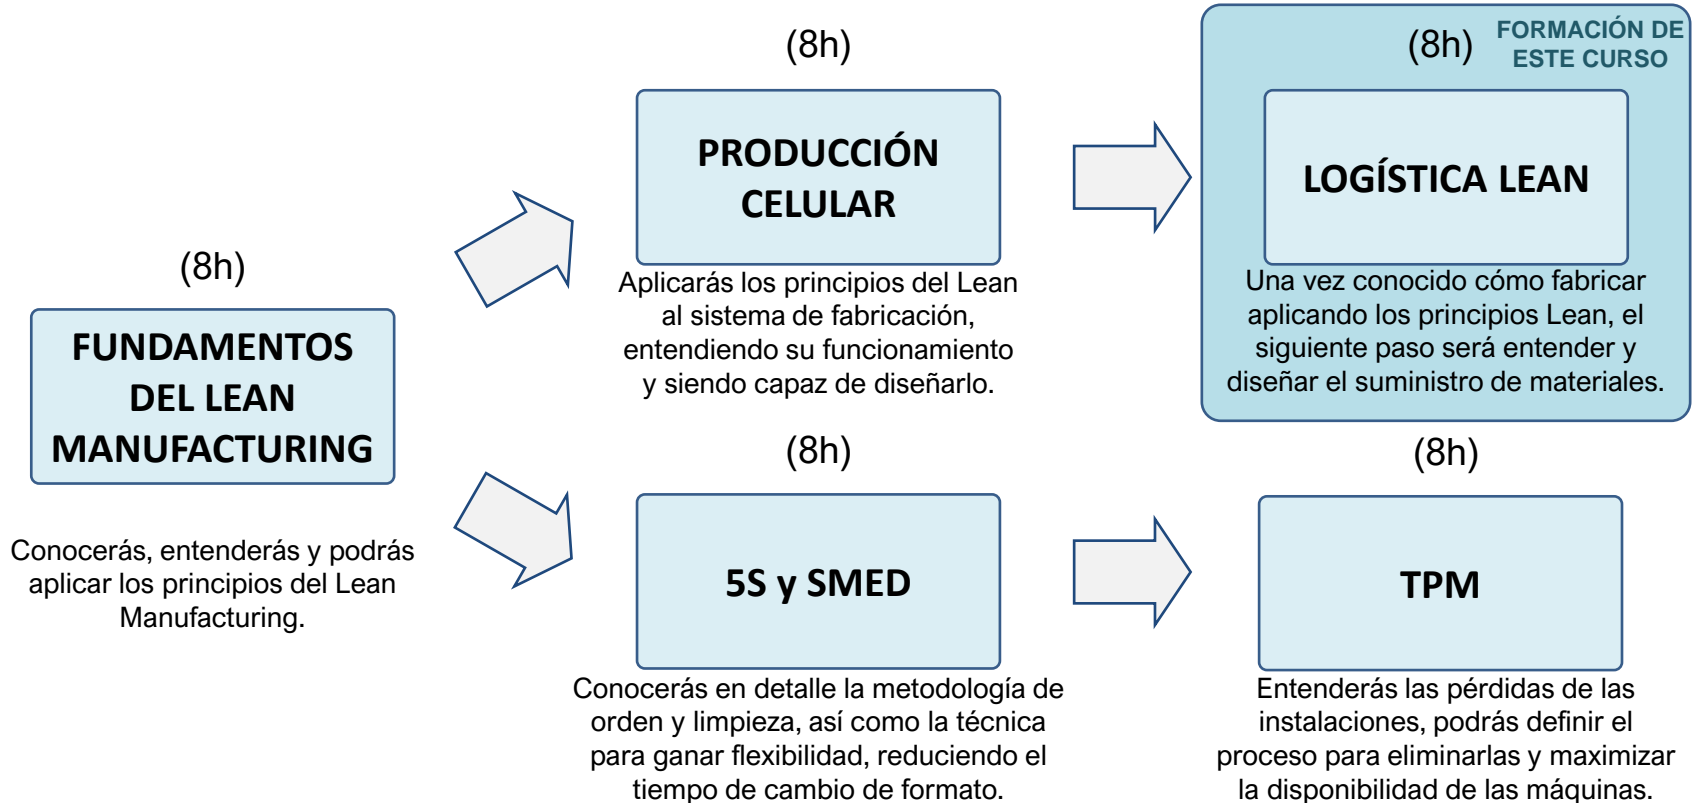 (8h)
FUNDAMENTOS
DEL LEAN
MANUFACTURING
Conocerás, entenderás y podrás
aplicar los principios del Lean
Manufacturing.
(8h)
PRODUCCIÓN
CELULAR
Aplicarás los principios del Lean
al sistema de fabricación,
entendiendo su funcionamiento
y siendo capaz de diseñarlo.
(8h)
FORMACIÓN DE
ESTE CURSO
LOGÍSTICA LEAN
Una vez conocido cómo fabricar
aplicando los principios Lean, el
siguiente paso será entender y
diseñar el suministro de materiales.
(8h)
5S y SMED
Conocerás en detalle la metodología de
orden y limpieza, así como la técnica
para ganar flexibilidad, reduciendo el
tiempo de cambio de formato.
(8h)
TPM
Entenderás las pérdidas de las
instalaciones, podrás definir el
proceso para eliminarlas y maximizar
la disponibilidad de las máquinas.